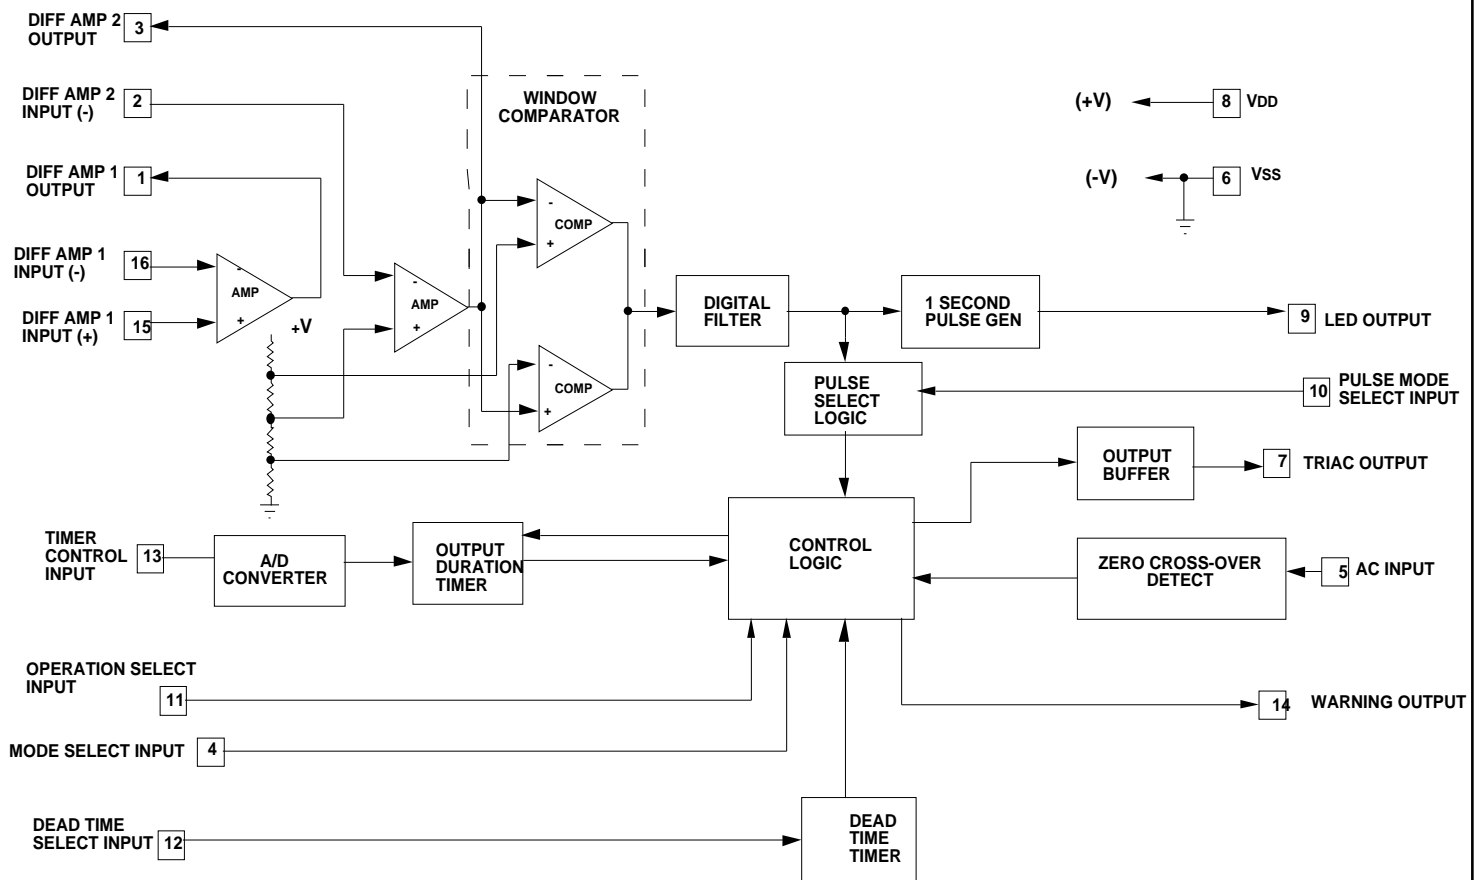 DIFF AMP 2
OUTPUT
3
DIFF AMP 2
INPUT (-)
2
DIFF AMP 1
OUTPUT
1
DIFF AMP 1
INPUT (-)
16
DIFF AMP 1
INPUT (+)
15
-
AMP
+
+V
-
AMP
+
WINDOW
COMPARATOR
-
COMP
+
-
COMP
+
(+V)
8
VDD
(-V)
6
VSS
DIGITAL
FILTER
1 SECOND
PULSE GEN
9
LED OUTPUT
PULSE
SELECT
LOGIC
10
PULSE MODE
SELECT INPUT
OUTPUT
BUFFER
7
TRIAC OUTPUT
TIMER
CONTROL
INPUT
13
A/D
CONVERTER
OUTPUT
DURATION
TIMER
CONTROL
LOGIC
ZERO CROSS-OVER
DETECT
5
AC INPUT
OPERATION SELECT
INPUT
11
14
WARNING OUTPUT
MODE SELECT INPUT
4
DEAD TIME
SELECT INPUT
12
DEAD
TIME
TIMER